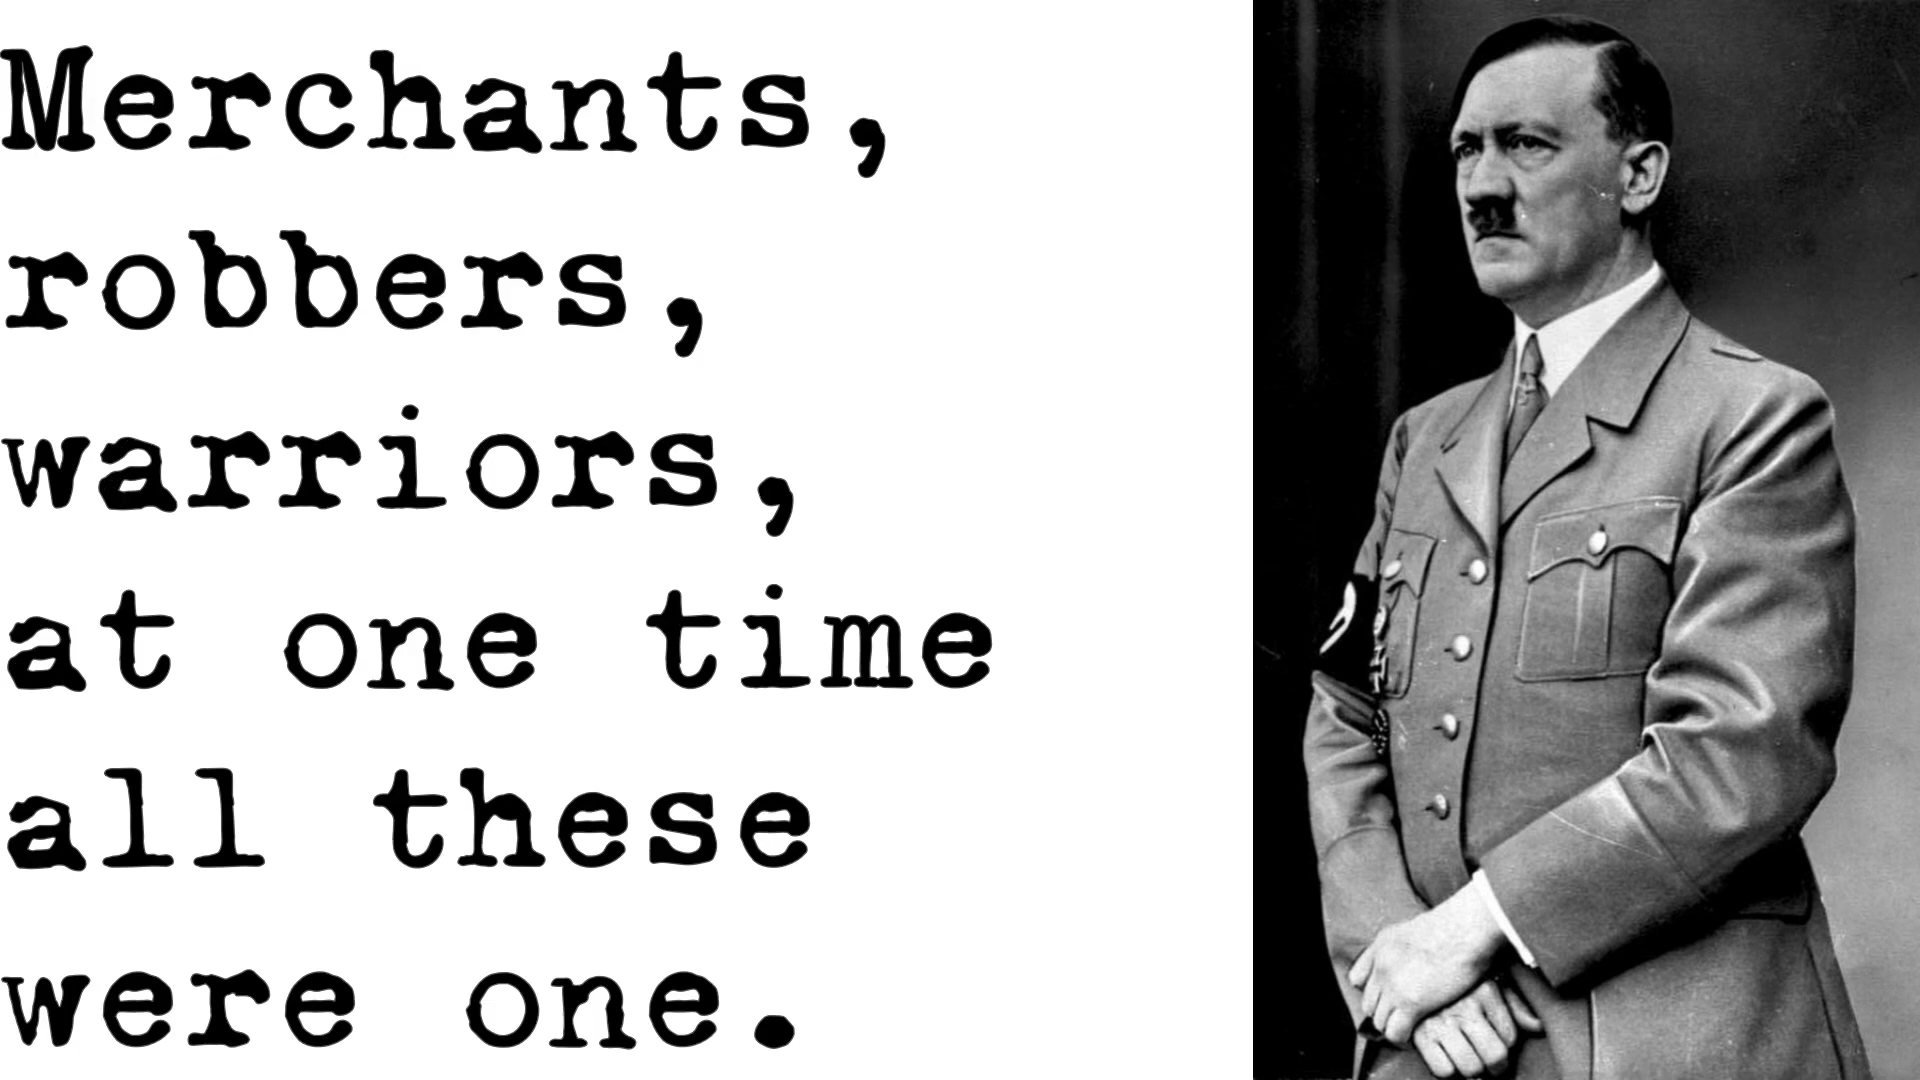 Merchants,
robbers,
warriors,
at one time
all these
were one.